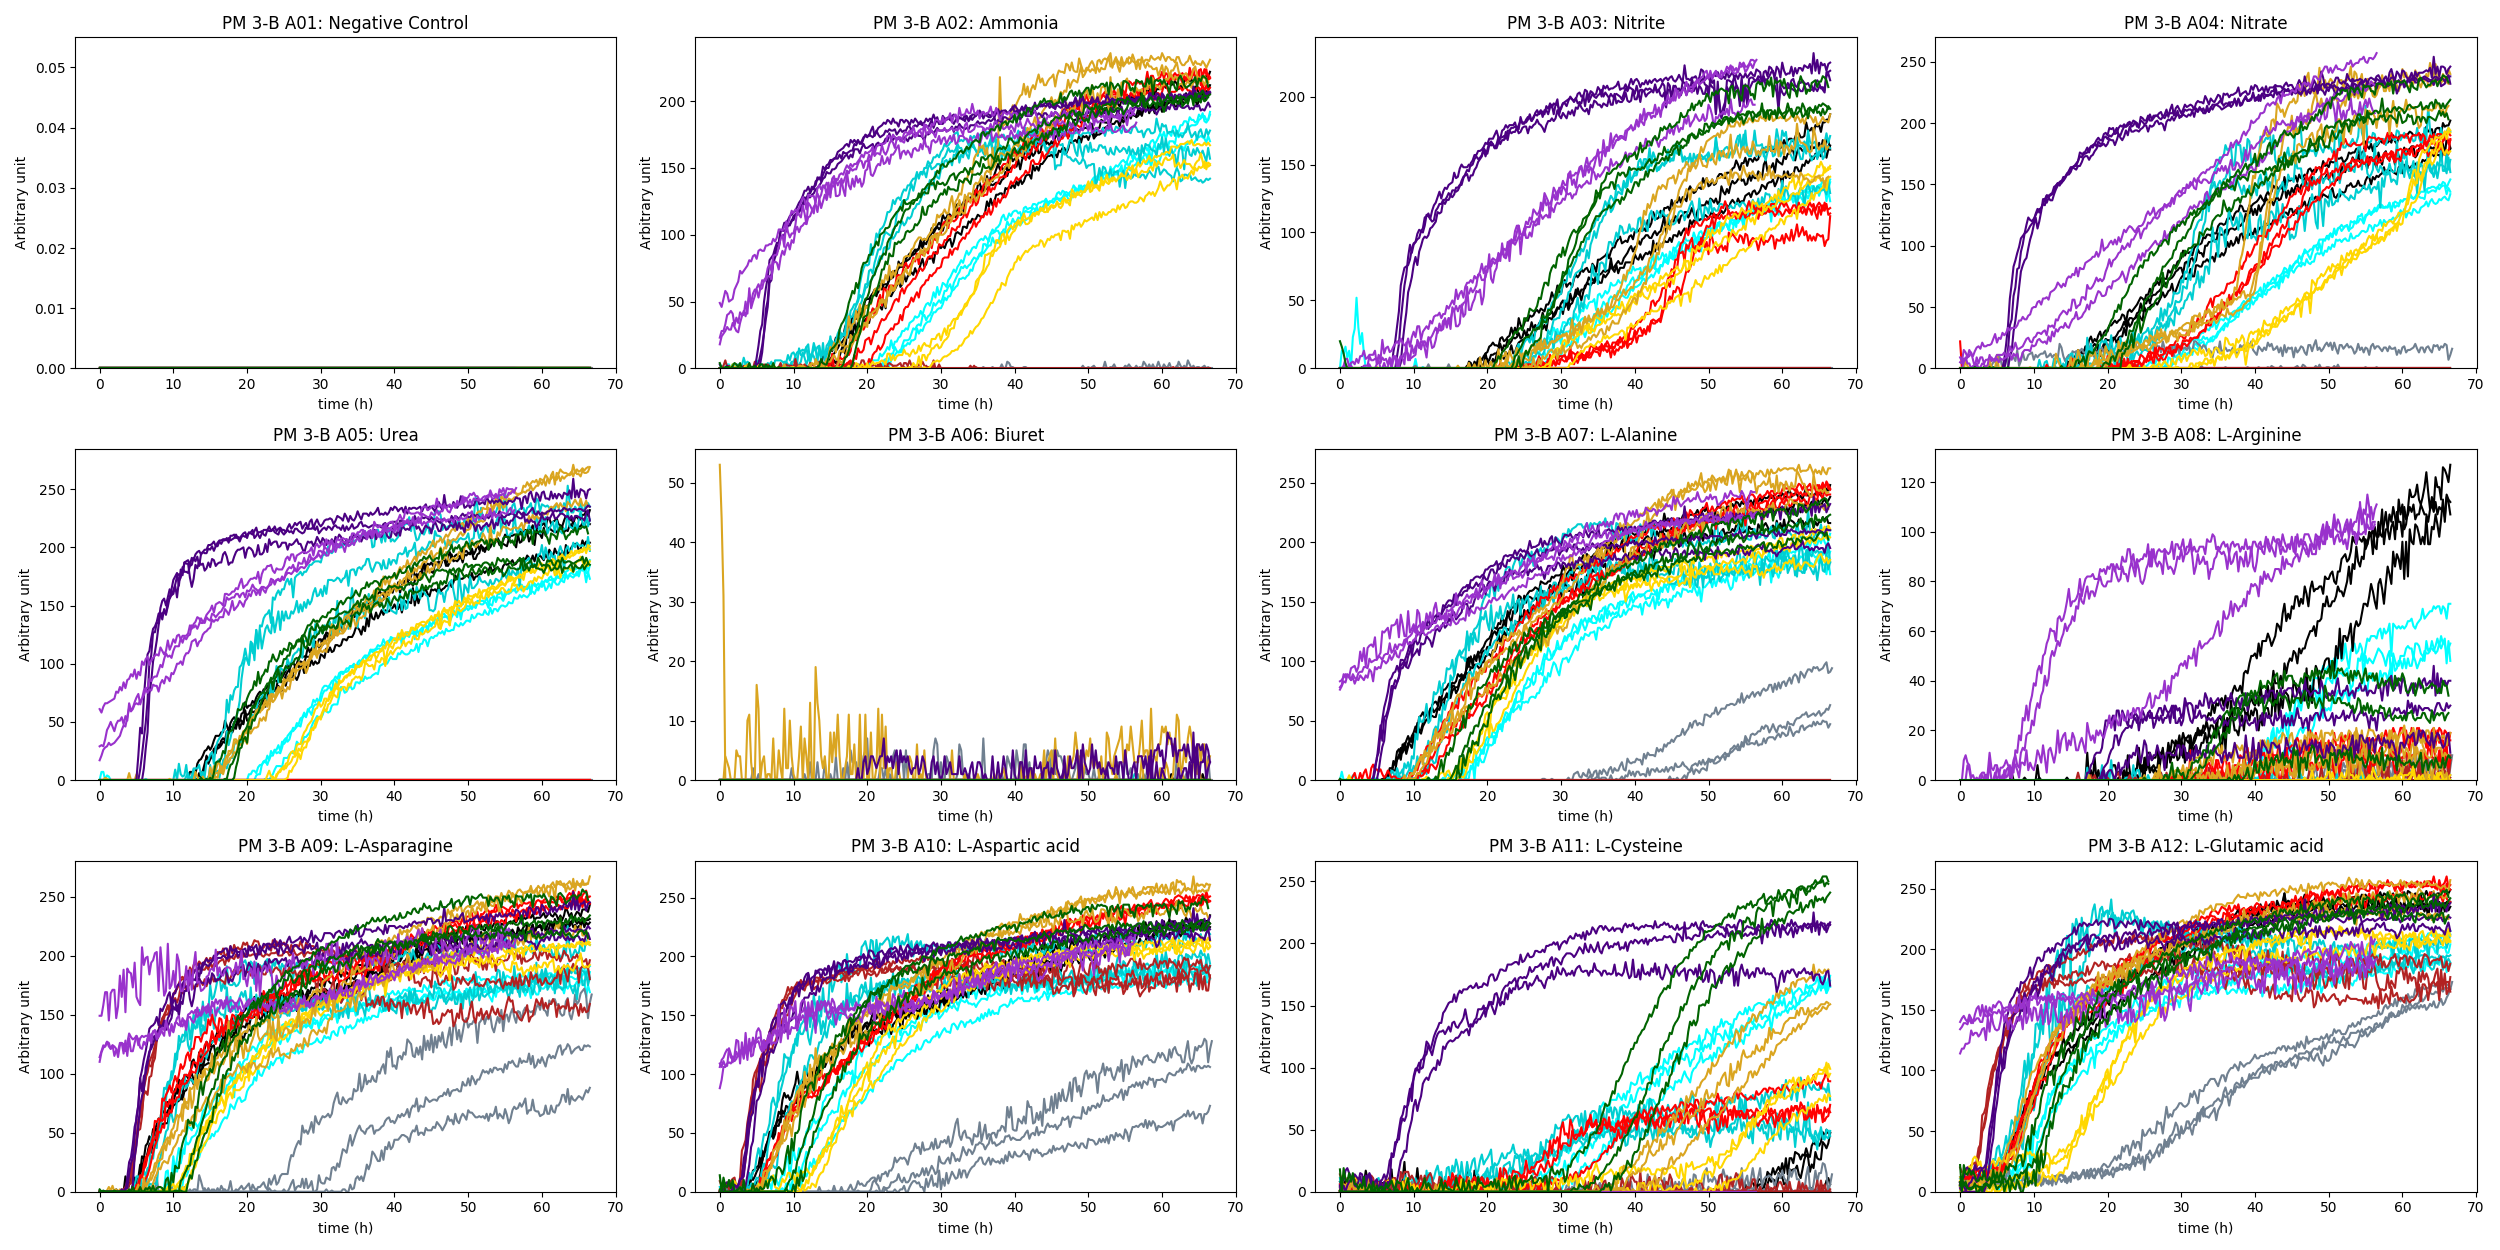 PM 3-B A01: Negative Control
PM 3-B A02: Ammonia
PM 3-B A03: Nitrite
PM 3-B A04: Nitrate
Arbitrary unit
0.05
0.04
0.03
0.02
0.01
0.00
0 10 20 30 40 50 60 70
time (h)
Arbitrary unit
200
150
100
50
0
0 10 20 30 40 50 60 70
time (h)
Arbitrary unit
200
150
100
50
0
0 10 20 30 40 50 60 70
time (h)
Arbitrary unit
250
200
150
100
50
0
0 10 20 30 40 50 60 70
time (h)
PM 3-B A05: Urea
PM 3-B A06: Biuret
PM 3-B A07: L-Alanine
PM 3-B A08: L-Arginine
Arbitrary unit
250
200
150
100
50
0
0 10 20 30 40 50 60 70
time (h)
Arbitrary unit
50
40
30
20
10
0
0 10 20 30 40 50 60 70
time (h)
Arbitrary unit
250
200
150
100
50
0
0 10 20 30 40 50 60 70
time (h)
Arbitrary unit
120
100
80
60
40
20
0
0 10 20 30 40 50 60 70
time (h)
PM 3-B A09: L-Asparagine
PM 3-B A10: L-Aspartic acid
PM 3-B A11: L-Cysteine
PM 3-B A12: L-Glutamic acid
Arbitrary unit
250
200
150
100
50
0
0 10 20 30 40 50 60 70
time (h)
Arbitrary unit
250
200
150
100
50
0
0 10 20 30 40 50 60 70
time (h)
Arbitrary unit
250
200
150
100
50
0
0 10 20 30 40 50 60 70
time (h)
Arbitrary unit
250
200
150
100
50
0
0 10 20 30 40 50 60 70
time (h)